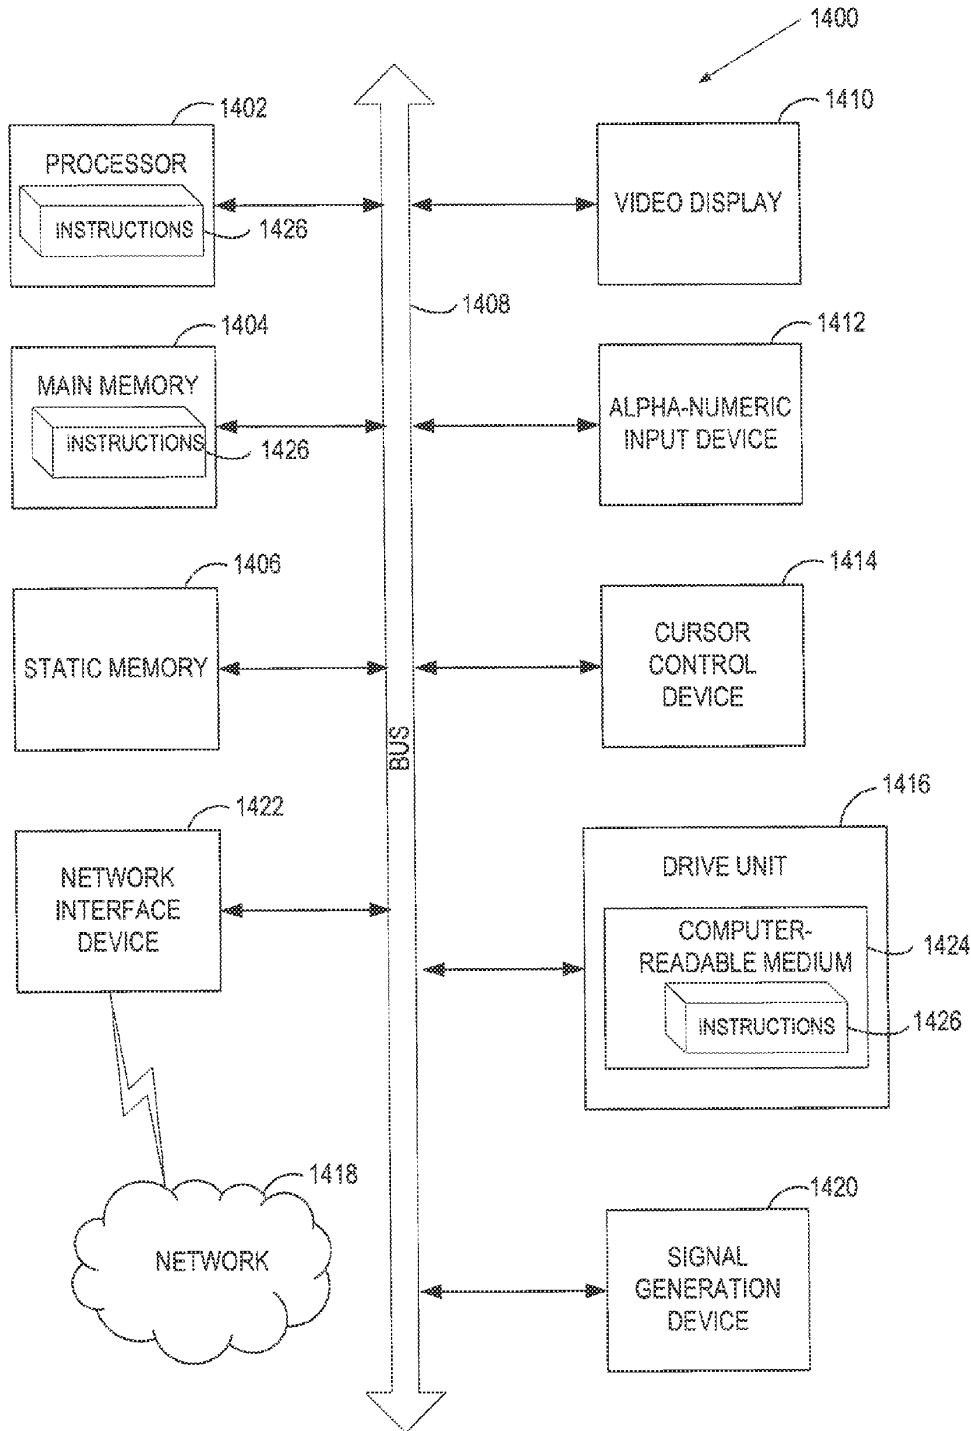 1400
1402
PROCESSOR
INSTRUCTIONS
1426
1410
VIDEO DISPLAY
1408
1404
MAIN MEMORY
INSTRUCTIONS
1426
1412
ALPHA-NUMERIC
INPUT DEVICE
1406
STATIC MEMORY
1414
CURSOR
CONTROL
DEVICE
BUS
1422
NETWORK
INTERFACE
DEVICE
1416
DRIVE UNIT
COMPUTER-
READABLE MEDIUM
1424
INSTRUCTIONS
1426
1418
NETWORK
1420
SIGNAL
GENERATION
DEVICE